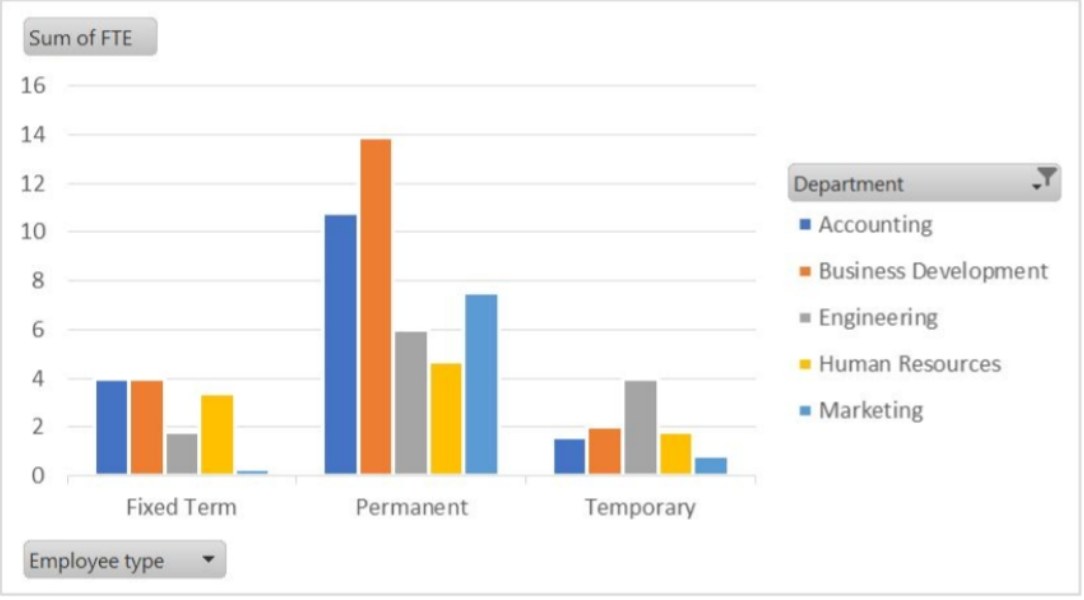 Sum of FTE
16
14
12
10
8
6
4
2
0
Fixed Term
Permanent
Temporary
Employee type
Department
Accounting
Business Development
Engineering
Human Resources
Marketing